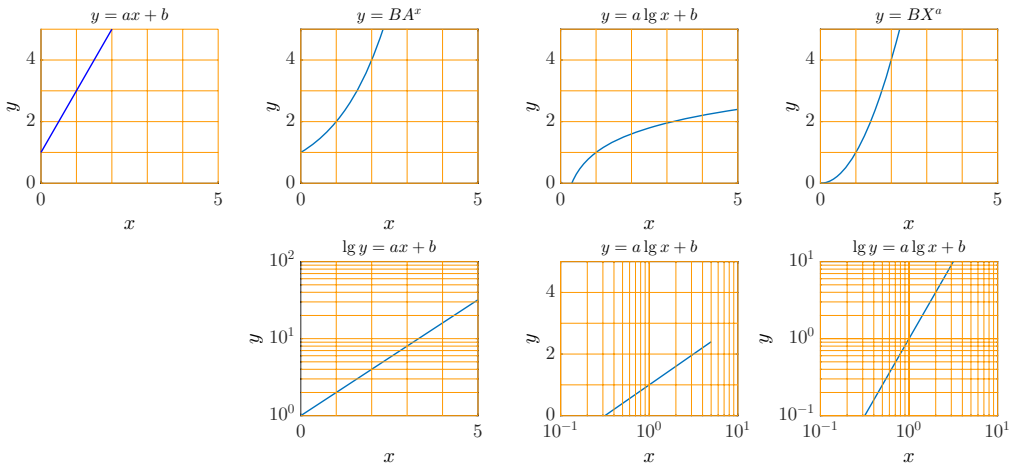 y = ax + b
y
4
2
0
0
5
x
y = BA^x
y
4
2
0
0
5
x
y = a lg x + b
y
4
2
0
0
5
x
y = BX^a
y
4
2
0
0
5
x
lg y = ax + b
y
10^2
10^1
10^0
0
5
x
y = a lg x + b
y
4
2
0
10^-1
10^0
10^1
x
lg y = a lg x + b
y
10^1
10^0
10^-1
10^-1
10^0
10^1
x